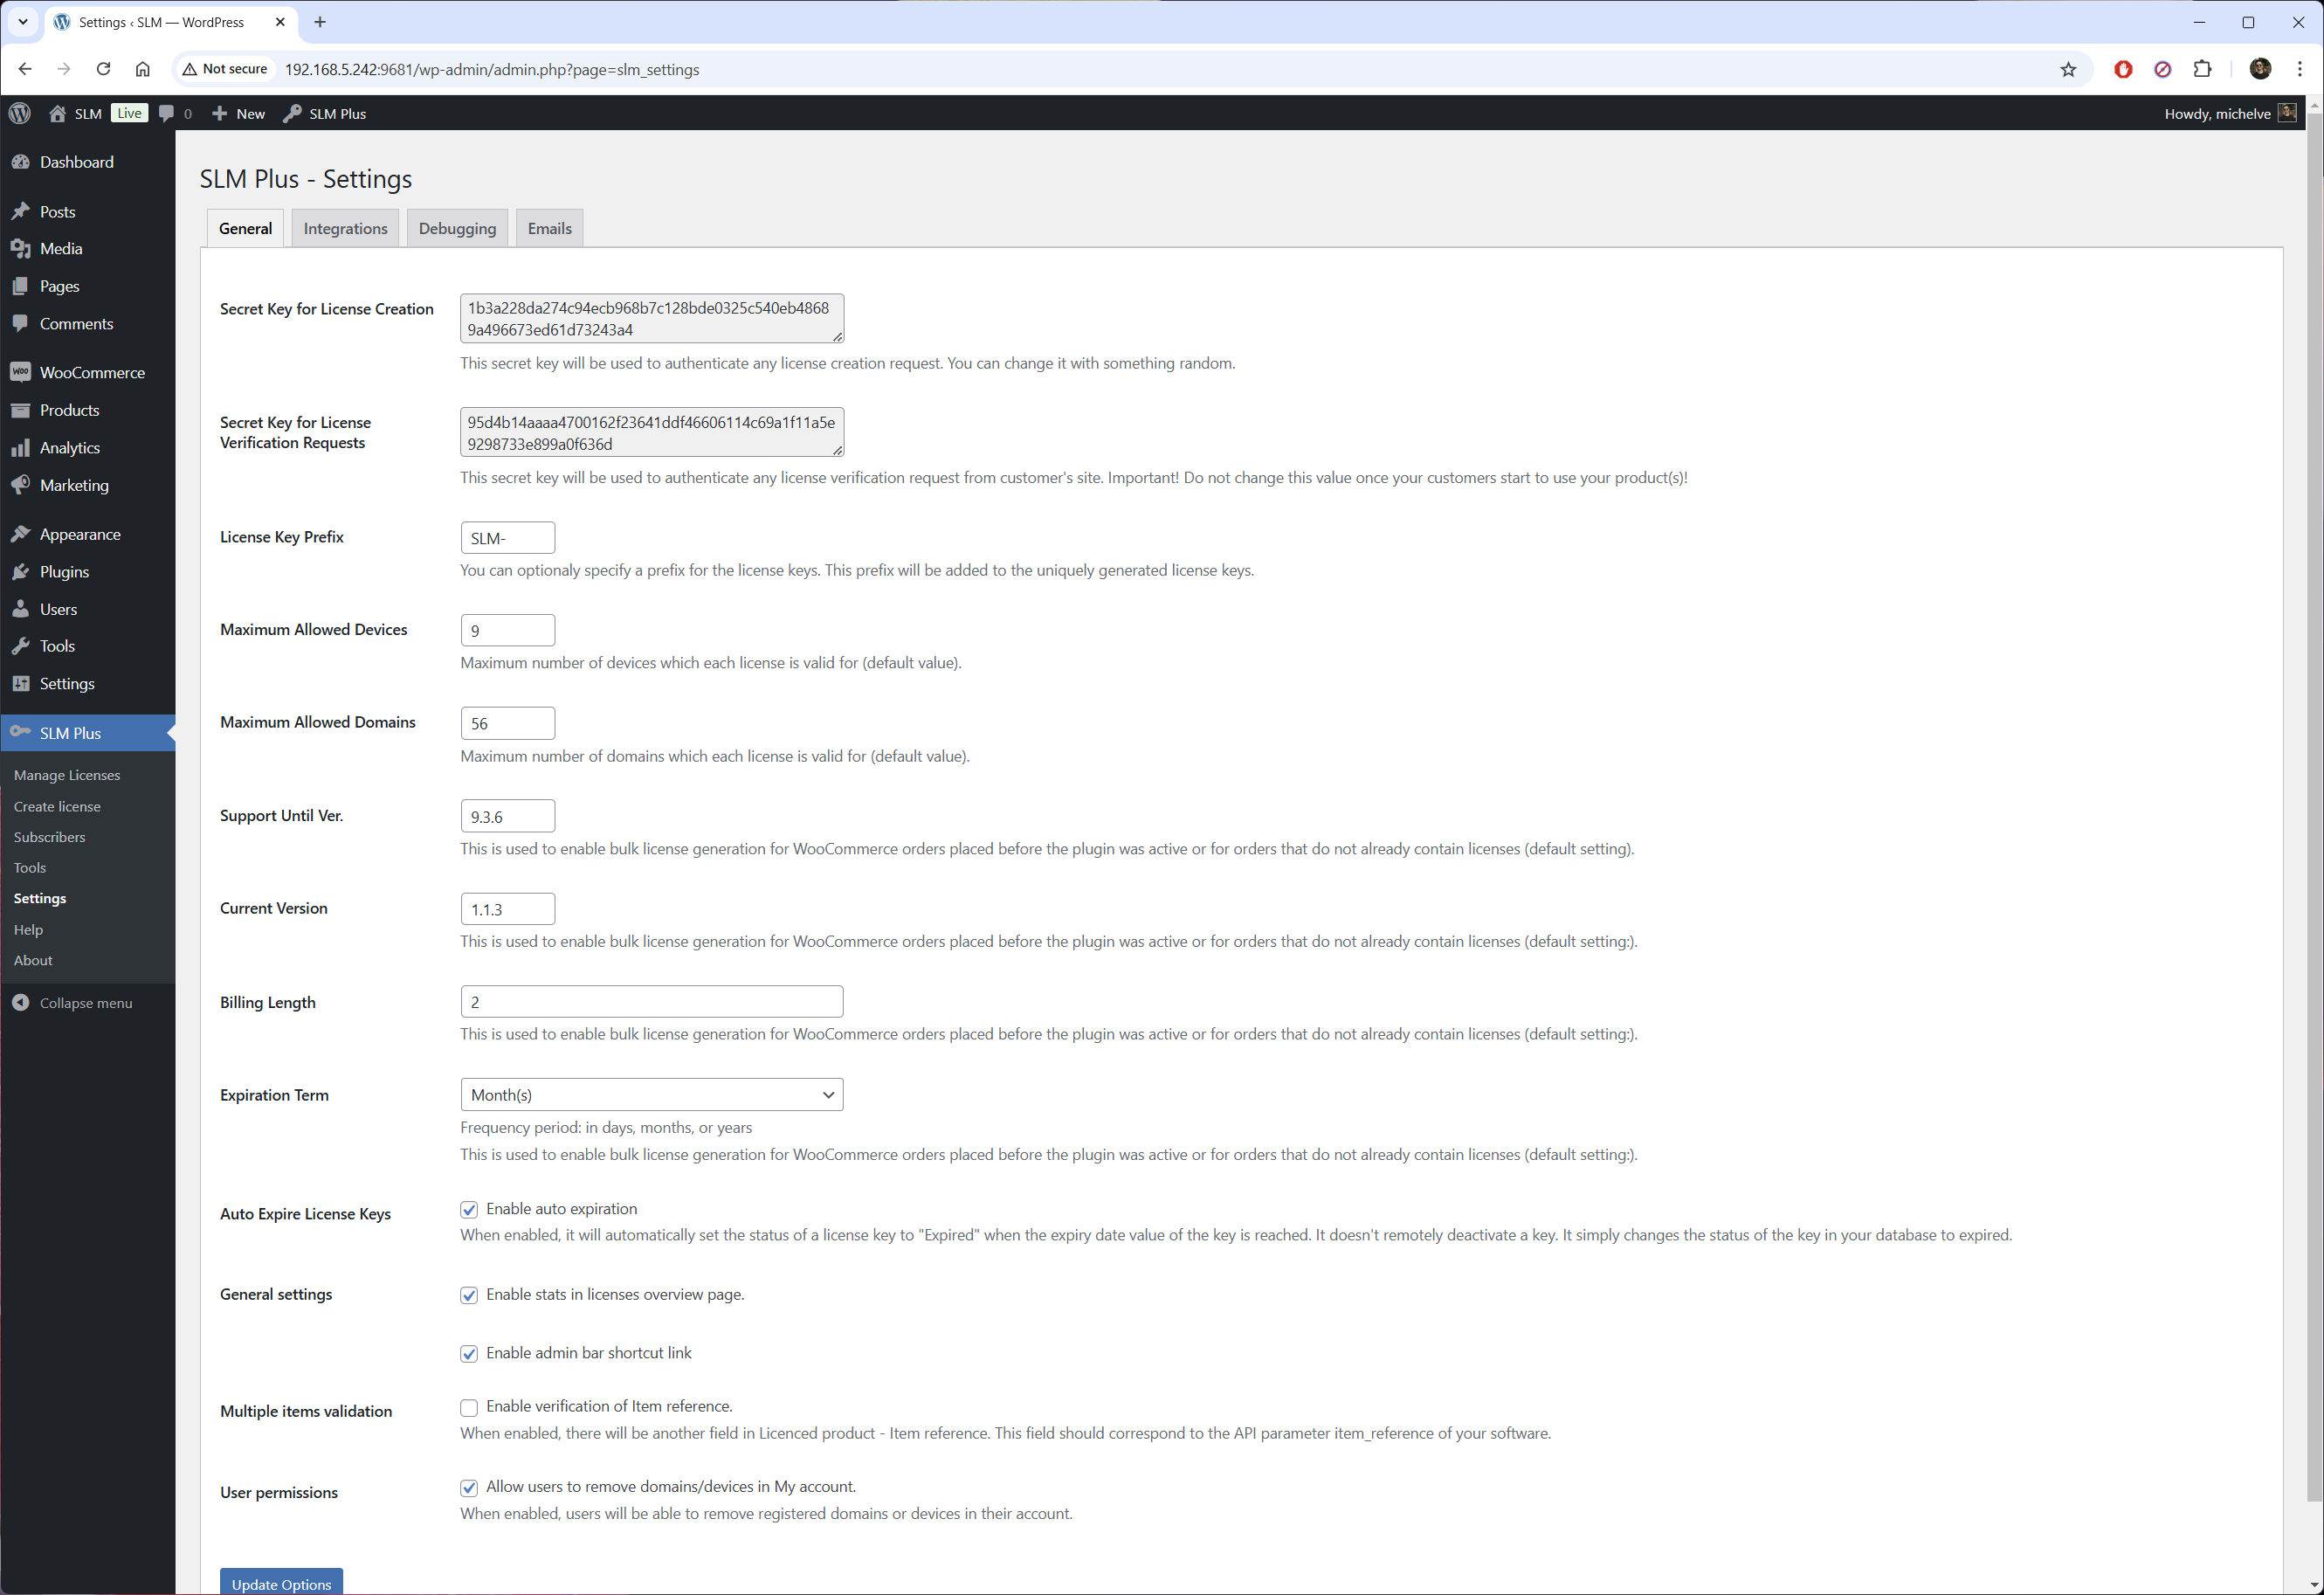 Settings ‹ SLM — WordPress
Not secure
192.168.5.242:9681/wp-admin/admin.php?page=slm_settings
SLM
Live
0
New
SLM Plus
Howdy, michelve
Dashboard
Posts
Media
Pages
Comments
WooCommerce
Products
Analytics
Marketing
Appearance
Plugins
Users
Tools
Settings
SLM Plus
Manage Licenses
Create license
Subscribers
Tools
Settings
Help
About
Collapse menu
SLM Plus - Settings
General
Integrations
Debugging
Emails
Secret Key for License Creation
1b3a228da274c94ecb968b7c128bde0325c540eb4868
9a496673ed61d73243a4
This secret key will be used to authenticate any license creation request. You can change it with something random.
Secret Key for License
Verification Requests
95d4b14aaaa4700162f23641ddf46606114c69a1f11a5e
9298733e899a0f636d
This secret key will be used to authenticate any license verification request from customer's site. Important! Do not change this value once your customers start to use your product(s)!
License Key Prefix
SLM-
You can optionaly specify a prefix for the license keys. This prefix will be added to the uniquely generated license keys.
Maximum Allowed Devices
9
Maximum number of devices which each license is valid for (default value).
Maximum Allowed Domains
56
Maximum number of domains which each license is valid for (default value).
Support Until Ver.
9.3.6
This is used to enable bulk license generation for WooCommerce orders placed before the plugin was active or for orders that do not already contain licenses (default setting).
Current Version
1.1.3
This is used to enable bulk license generation for WooCommerce orders placed before the plugin was active or for orders that do not already contain licenses (default setting:).
Billing Length
2
This is used to enable bulk license generation for WooCommerce orders placed before the plugin was active or for orders that do not already contain licenses (default setting:).
Expiration Term
Month(s)
Frequency period: in days, months, or years
This is used to enable bulk license generation for WooCommerce orders placed before the plugin was active or for orders that do not already contain licenses (default setting:).
Auto Expire License Keys
Enable auto expiration
When enabled, it will automatically set the status of a license key to "Expired" when the expiry date value of the key is reached. It doesn't remotely deactivate a key. It simply changes the status of the key in your database to expired.
General settings
Enable stats in licenses overview page.
Enable admin bar shortcut link
Multiple items validation
Enable verification of Item reference.
When enabled, there will be another field in Licenced product - Item reference. This field should correspond to the API parameter item_reference of your software.
User permissions
Allow users to remove domains/devices in My account.
When enabled, users will be able to remove registered domains or devices in their account.
Update Options